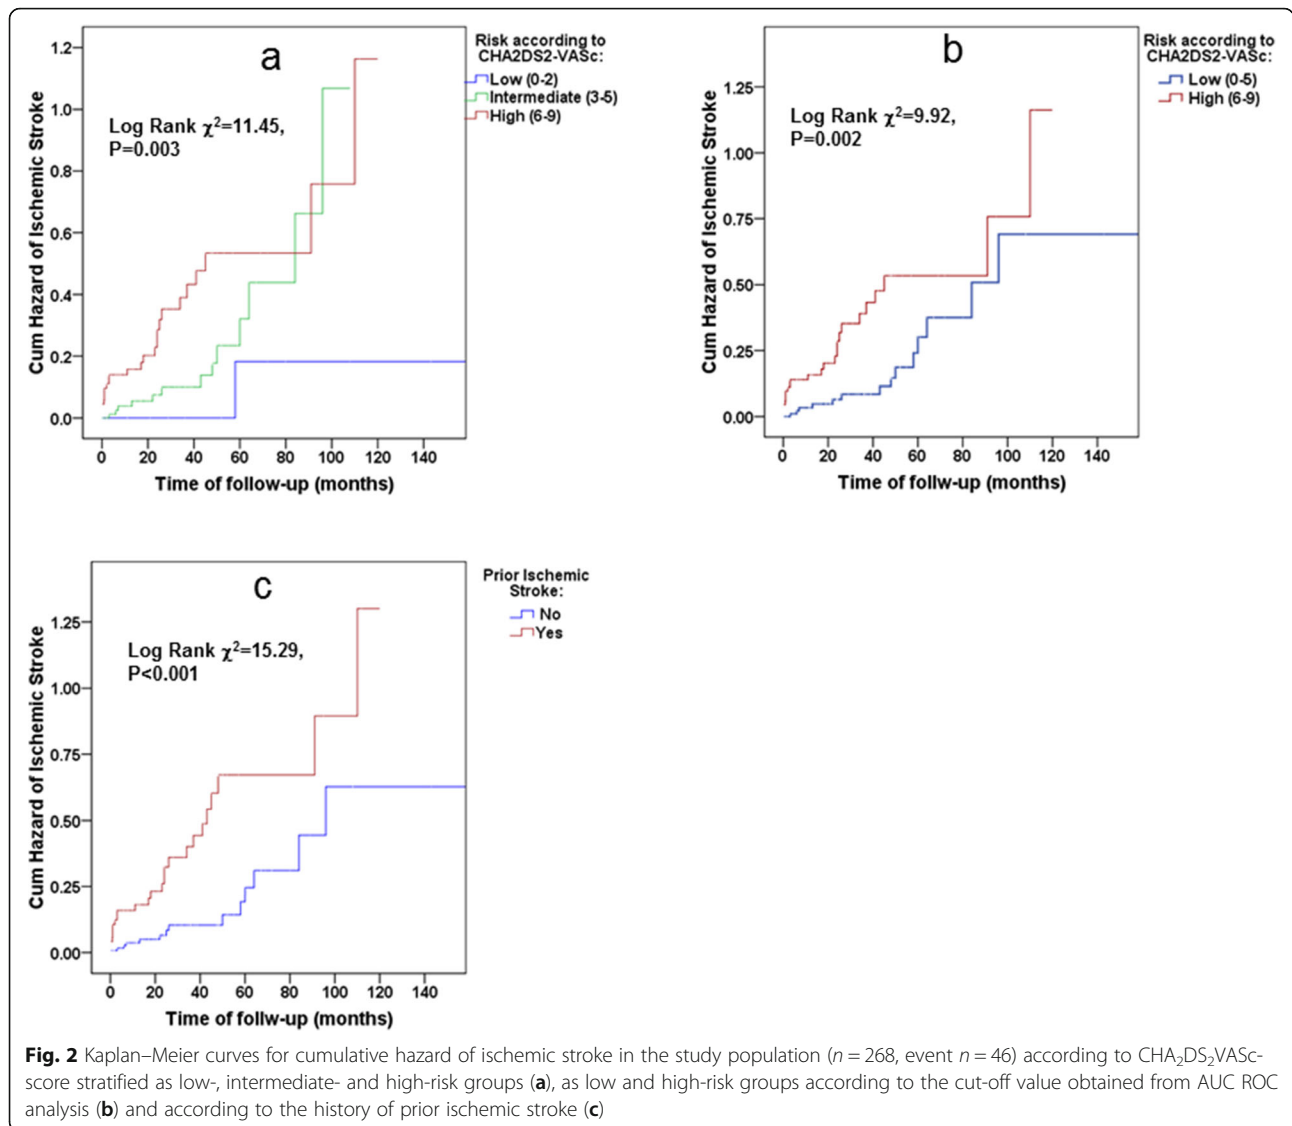 a
Risk according to
CHA2DS2-VASc:
Low (0-2)
Intermediate (3-5)
High (6-9)
Log Rank χ²=11.45,
P=0.003
Cum Hazard of Ischemic Stroke
1.2
1.0
0.8
0.6
0.4
0.2
0.0
0 20 40 60 80 100 120 140
Time of follow-up (months)
b
Risk according to
CHA2DS2-VASc:
Low (0-5)
High (6-9)
Log Rank χ²=9.92,
P=0.002
Cum Hazard of Ischemic Stroke
1.25
1.00
0.75
0.50
0.25
0.00
0 20 40 60 80 100 120 140
Time of follw-up (months)
c
Prior Ischemic
Stroke:
No
Yes
Log Rank χ²=15.29,
P<0.001
Cum Hazard of Ischemic Stroke
1.25
1.00
0.75
0.50
0.25
0.00
0 20 40 60 80 100 120 140
Time of follw-up (months)
Fig. 2 Kaplan–Meier curves for cumulative hazard of ischemic stroke in the study population (n = 268, event n = 46) according to CHA₂DS₂VASc-
score stratified as low-, intermediate- and high-risk groups (a), as low and high-risk groups according to the cut-off value obtained from AUC ROC
analysis (b) and according to the history of prior ischemic stroke (c)